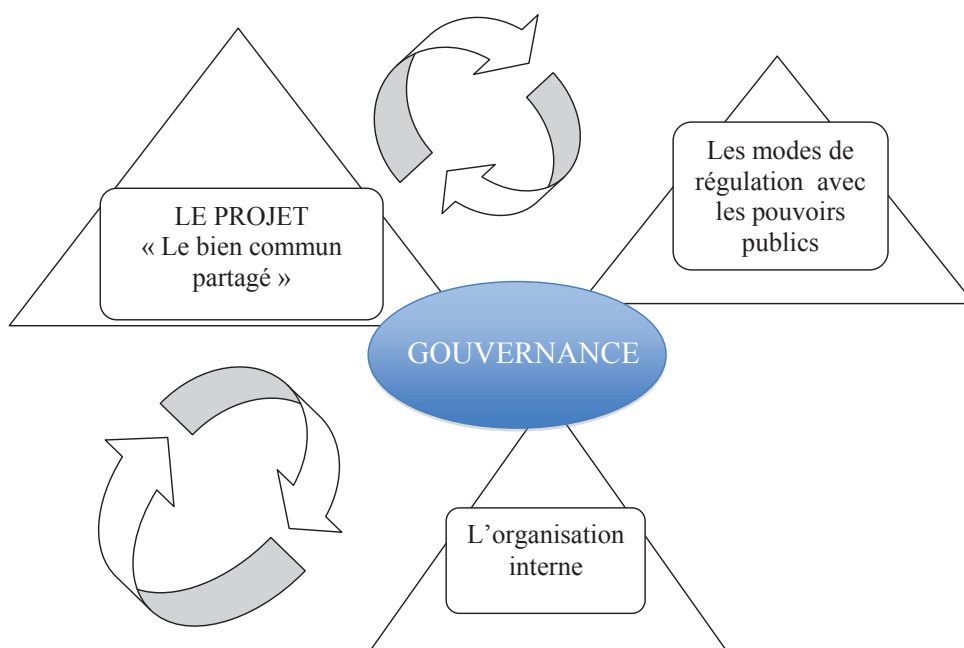 LE PROJET
« Le bien commun
partagé »
Les modes de
régulation avec
les pouvoirs
publics
GOUVERNANCE
L’organisation
interne